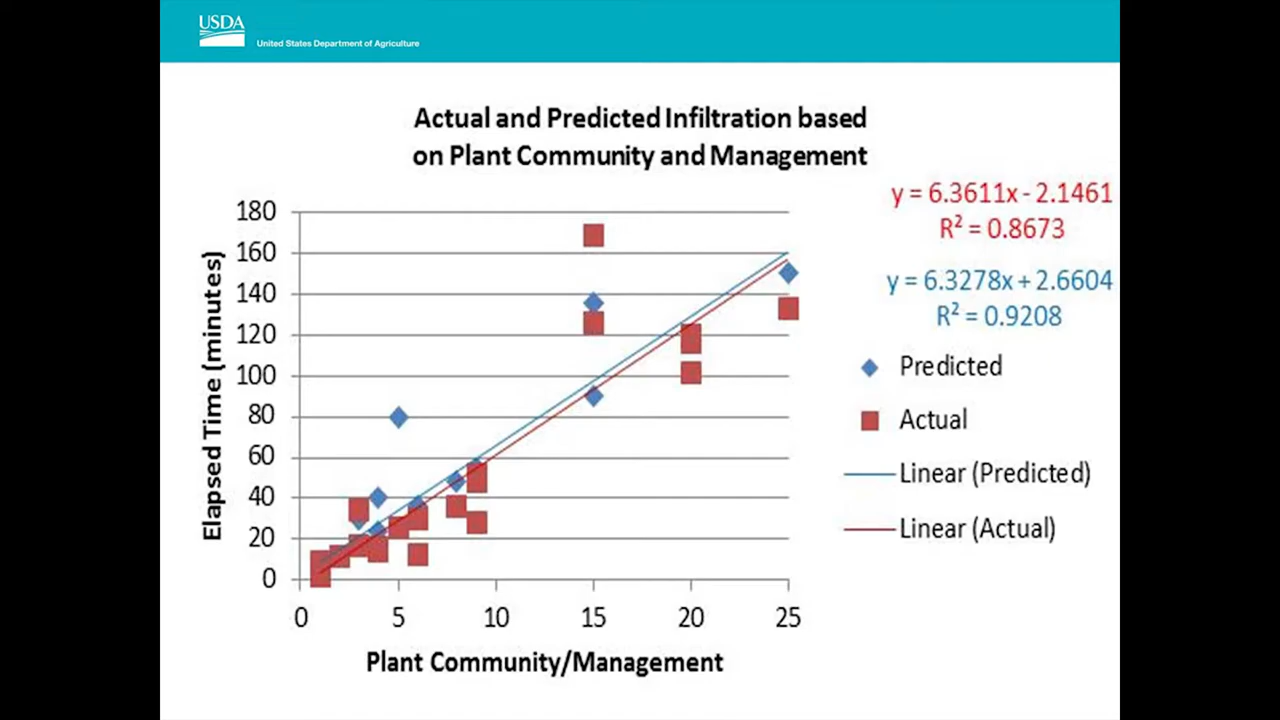 USDA
United States Department of Agriculture
Actual and Predicted Infiltration based
on Plant Community and Management
y = 6.3611x - 2.1461
R² = 0.8673
y = 6.3278x + 2.6604
R² = 0.9208
Predicted
Actual
Linear (Predicted)
Linear (Actual)
Elapsed Time (minutes)
180
160
140
120
100
80
60
40
20
0
0 5 10 15 20 25
Plant Community/Management